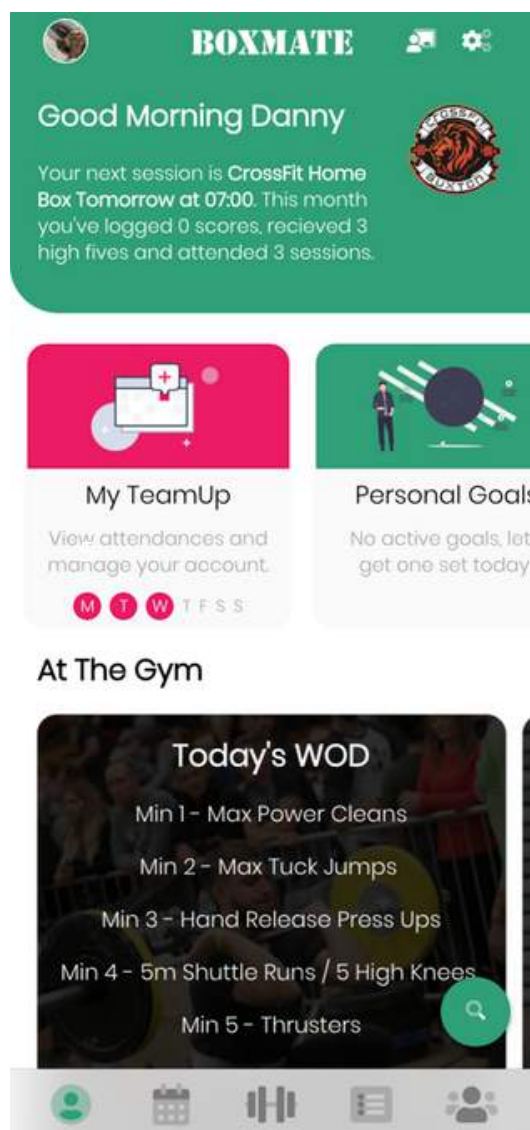 BOXMATE
Good Morning Danny
CROSSFIT
BUXTON
Your next session is CrossFit Home
Box Tomorrow at 07:00. This month
you've logged 0 scores, recieved 3
high fives and attended 3 sessions.
My TeamUp
View attendances and
manage your account.
M T W T F S S
Personal Goals
No active goals, let
get one set today
At The Gym
Today's WOD
Min 1 - Max Power Cleans
Min 2 - Max Tuck Jumps
Min 3 - Hand Release Press Ups
Min 4 - 5m Shuttle Runs / 5 High Knees
Min 5 - Thrusters